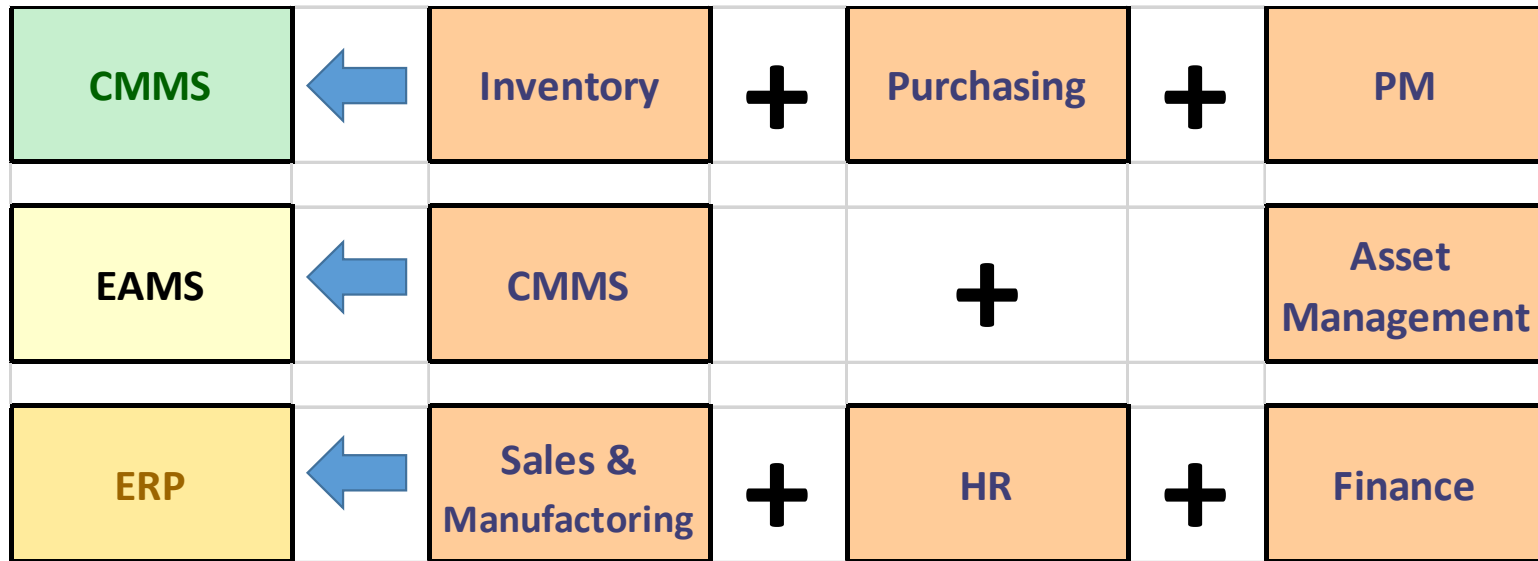 CMMS
Inventory
+
Purchasing
+
PM
EAMS
CMMS
+
Asset
Management
ERP
Sales &
Manufactoring
+
HR
+
Finance